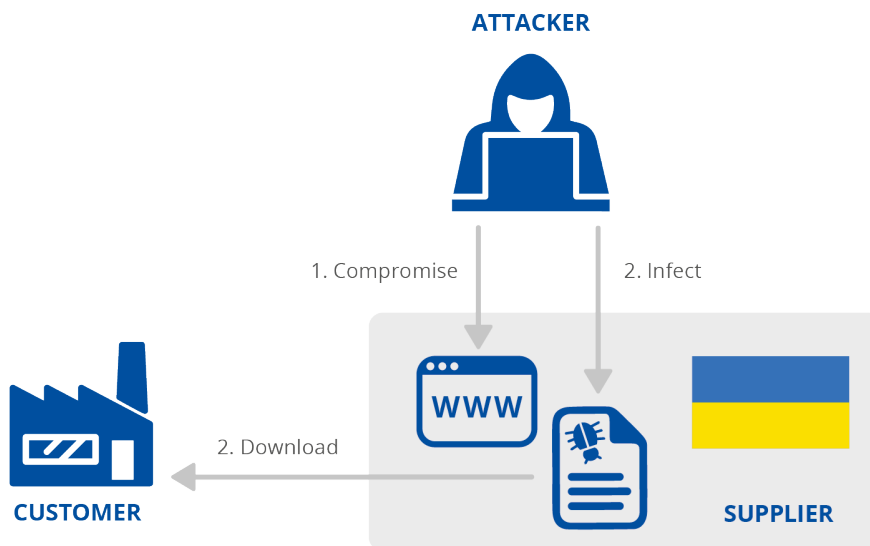 ATTACKER
1. Compromise
2. Infect
WWW
2. Download
CUSTOMER
SUPPLIER